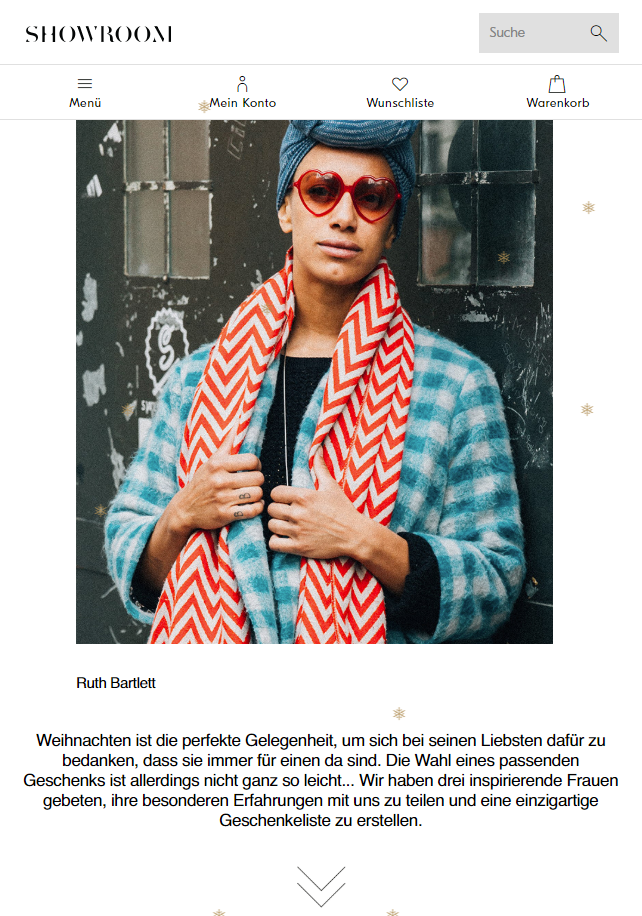 SHOWROOM
Suche
Menü
Mein Konto
Wunschliste
Warenkorb
S
Ruth Bartlett
Weihnachten ist die perfekte Gelegenheit, um sich bei seinen Liebsten dafür zu
bedanken, dass sie immer für einen da sind. Die Wahl eines passenden
Geschenks ist allerdings nicht ganz so leicht... Wir haben drei inspirierende Frauen
gebeten, ihre besonderen Erfahrungen mit uns zu teilen und eine einzigartige
Geschenkeliste zu erstellen.